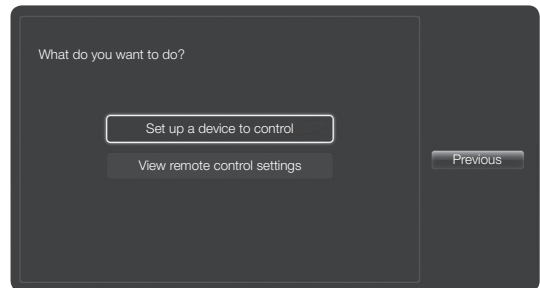 What do you want to do?
Set up a device to control
View remote control settings
Previous